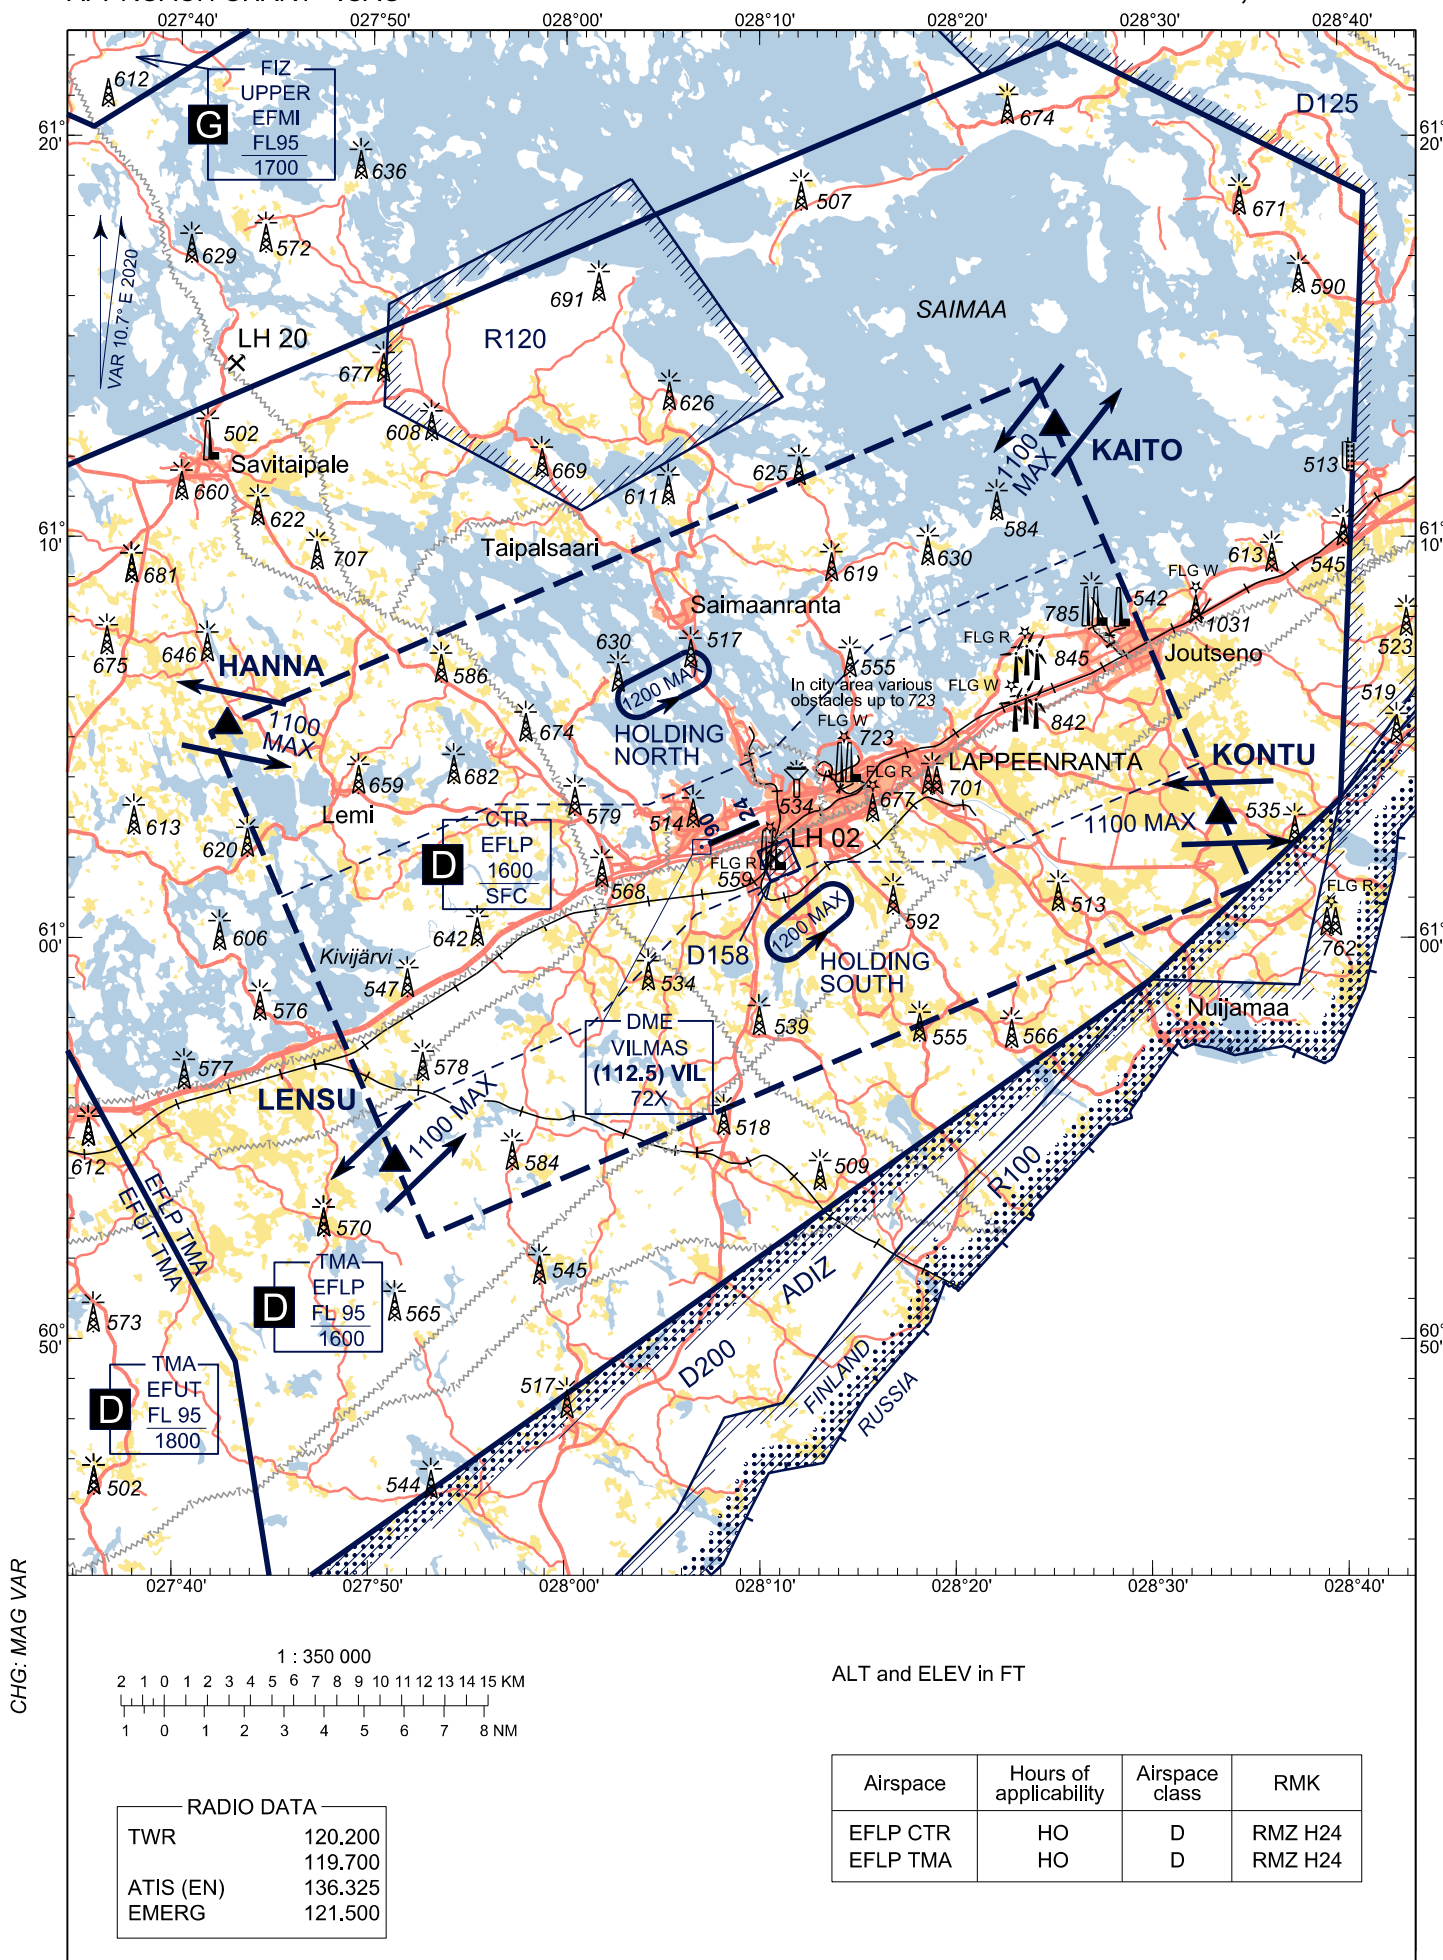 027°40'
027°50'
028°00'
028°10'
028°20'
028°30'
028°40'
612
FIZ
UPPER
EFMI
FL95
1700
G
674
D125
61°
20'
61°
20'
636
507
671
629
572
VAR 10.7° E 2020
691
590
SAIMAA
LH 20
R120
677
626
1100
MAX
KAITO
502
608
Savitaipale
669
625
513
660
611
584
622
61°
10'
707
Taipalsaari
630
613
545
61°
10'
681
619
FLG W
Saimaanranta
785
542
1031
675
646
HANNA
630
517
FLG R
845
Joutseno
523
586
555
1200 MAX
In city area various
obstacles up to 723
FLG W
519
1100
MAX
674
HOLDING
NORTH
FLG W
723
842
KONTU
659
682
FLG R
LAPPEENRANTA
701
Lemi
579
534
677
535
613
514
06
24
1100 MAX
620
CTR
EFLP
1600
SFC
D
LH 02
FLG R
559
568
592
513
FLG R
1200 MAX
61°
00'
606
642
61°
00'
Kivijärvi
D158
HOLDING
SOUTH
762
547
534
576
539
Nuijamaa
DME
VILMAS
(112.5) VIL
72X
555
566
577
578
LENSU
1100 MAX
518
612
584
509
R100
EFLP TMA
EFUT TMA
570
TMA
EFLP
FL 95
1600
D
545
ADIZ
565
573
60°
50'
60°
50'
TMA
EFUT
FL 95
1800
D
D200
FINLAND
RUSSIA
517
502
544
027°40'
027°50'
028°00'
028°10'
028°20'
028°30'
028°40'
CHG: MAG VAR
1 : 350 000
2 1 0 1 2 3 4 5 6 7 8 9 10 11 12 13 14 15 KM
1 0 1 2 3 4 5 6 7 8 NM
ALT and ELEV in FT
Airspace Hours of applicability Airspace class RMK
EFLP CTR HO D RMZ H24
EFLP TMA HO D RMZ H24
RADIO DATA
TWR 120.200
119.700
ATIS (EN) 136.325
EMERG 121.500